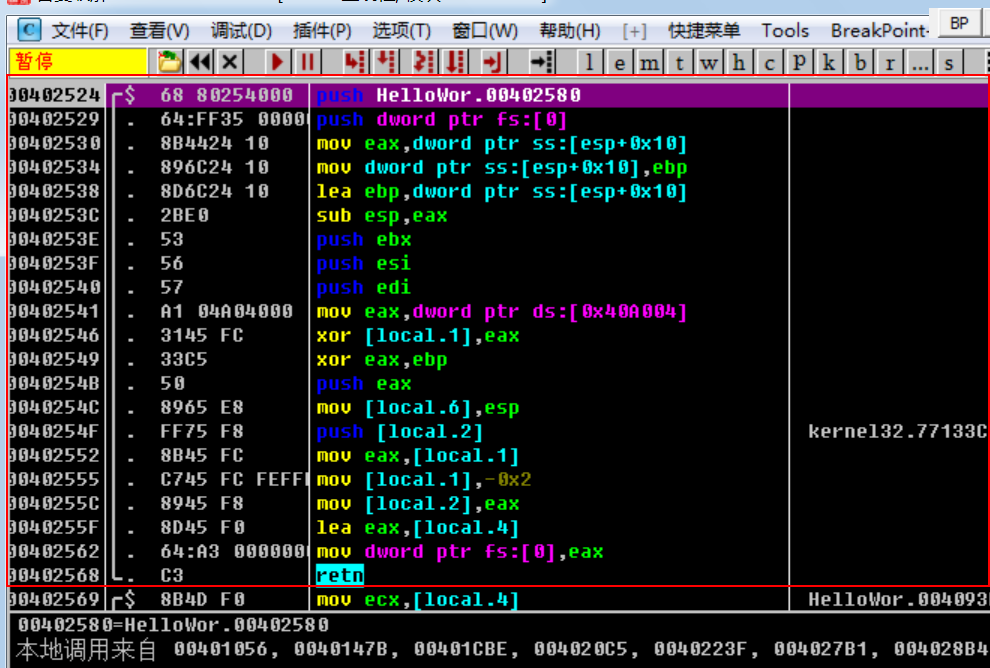 C 文件(F) 查看(V) 调试(D) 插件(P) 选项(T) 窗口(W) 帮助(H) [+] 快捷菜单 Tools BreakPoint- BP
暂停 l e m t w h c P k b r ... s
00402524 $ 68 80254000 push HelloWor.00402580
00402529 . 64:FF35 0000 push dword ptr fs:[0]
00402530 . 8B4424 10 mov eax,dword ptr ss:[esp+0x10]
00402534 . 896C24 10 mov dword ptr ss:[esp+0x10],ebp
00402538 . 8D6C24 10 lea ebp,dword ptr ss:[esp+0x10]
0040253C . 2BE0 sub esp,eax
0040253E . 53 push ebx
0040253F . 56 push esi
00402540 . 57 push edi
00402541 . A1 04A04000 mov eax,dword ptr ds:[0x40A004]
00402546 . 3145 FC xor [local.1],eax
00402549 . 33C5 xor eax,ebp
0040254B . 50 push eax
0040254C . 8965 E8 mov [local.6],esp
0040254F . FF75 F8 push [local.2] kernel32.77133C
00402552 . 8B45 FC mov eax,[local.1]
00402555 . C745 FC FEFF mov [local.1],-0x2
0040255C . 8945 F8 mov [local.2],eax
0040255F . 8D45 F0 lea eax,[local.4]
00402562 . 64:A3 000000 mov dword ptr fs:[0],eax
00402568 . C3 retn
00402569 $ 8B4D F0 mov ecx,[local.4] HelloWor.004093
00402580=HelloWor.00402580
本地调用来自 00401056, 0040147B, 00401CBE, 004020C5, 0040223F, 004027B1, 004028B4